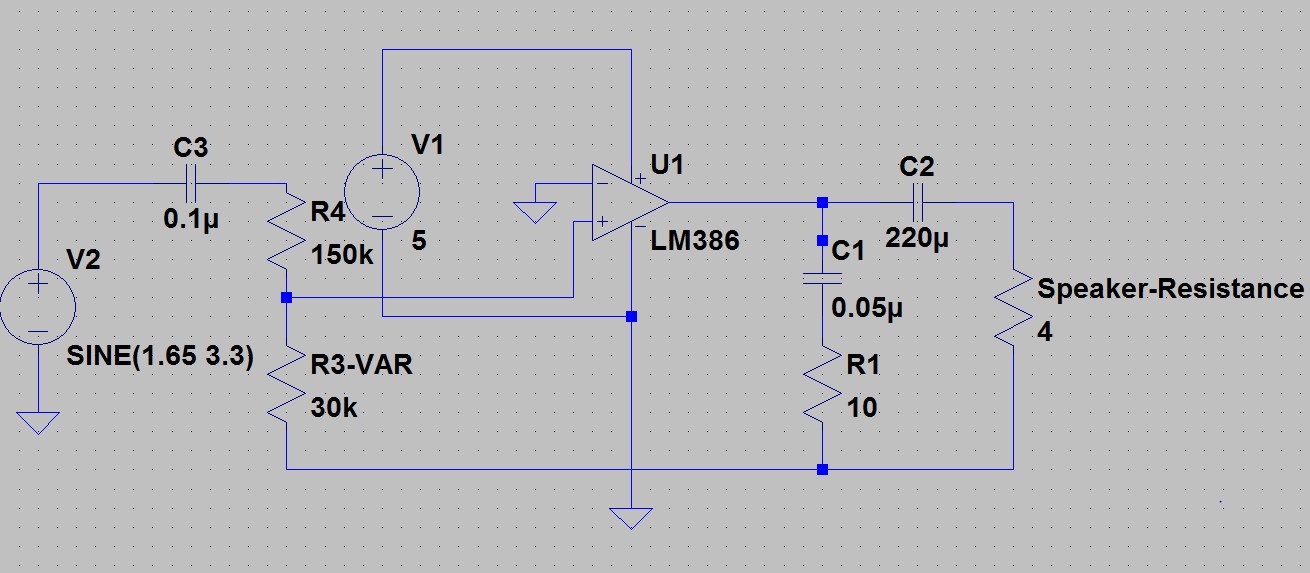 C3
0.1µ
V1
5
U1
LM386
C2
220µ
R4
150k
V2
SINE(1.65 3.3)
C1
0.05µ
Speaker-Resistance
4
R3-VAR
30k
R1
10